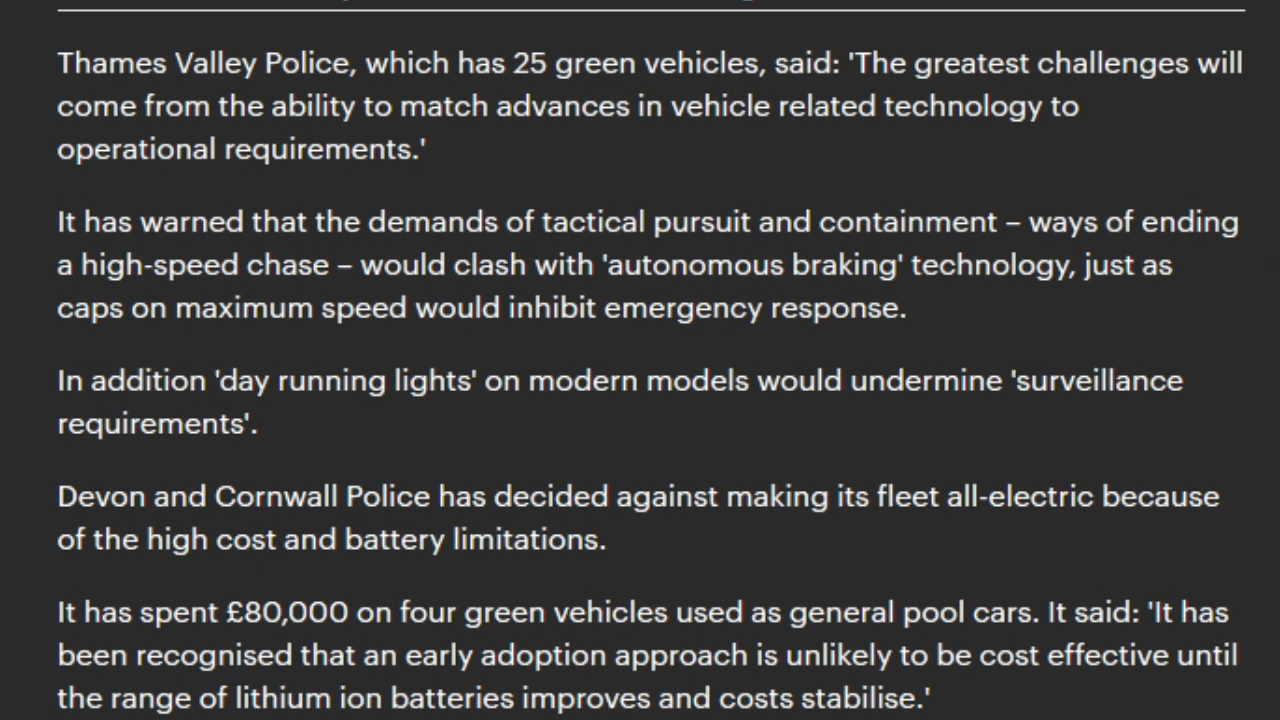 Thames Valley Police, which has 25 green vehicles, said: 'The greatest challenges will
come from the ability to match advances in vehicle related technology to
operational requirements.'
It has warned that the demands of tactical pursuit and containment – ways of ending
a high-speed chase – would clash with 'autonomous braking' technology, just as
caps on maximum speed would inhibit emergency response.
In addition 'day running lights' on modern models would undermine 'surveillance
requirements'.
Devon and Cornwall Police has decided against making its fleet all-electric because
of the high cost and battery limitations.
It has spent £80,000 on four green vehicles used as general pool cars. It said: 'It has
been recognised that an early adoption approach is unlikely to be cost effective until
the range of lithium ion batteries improves and costs stabilise.'